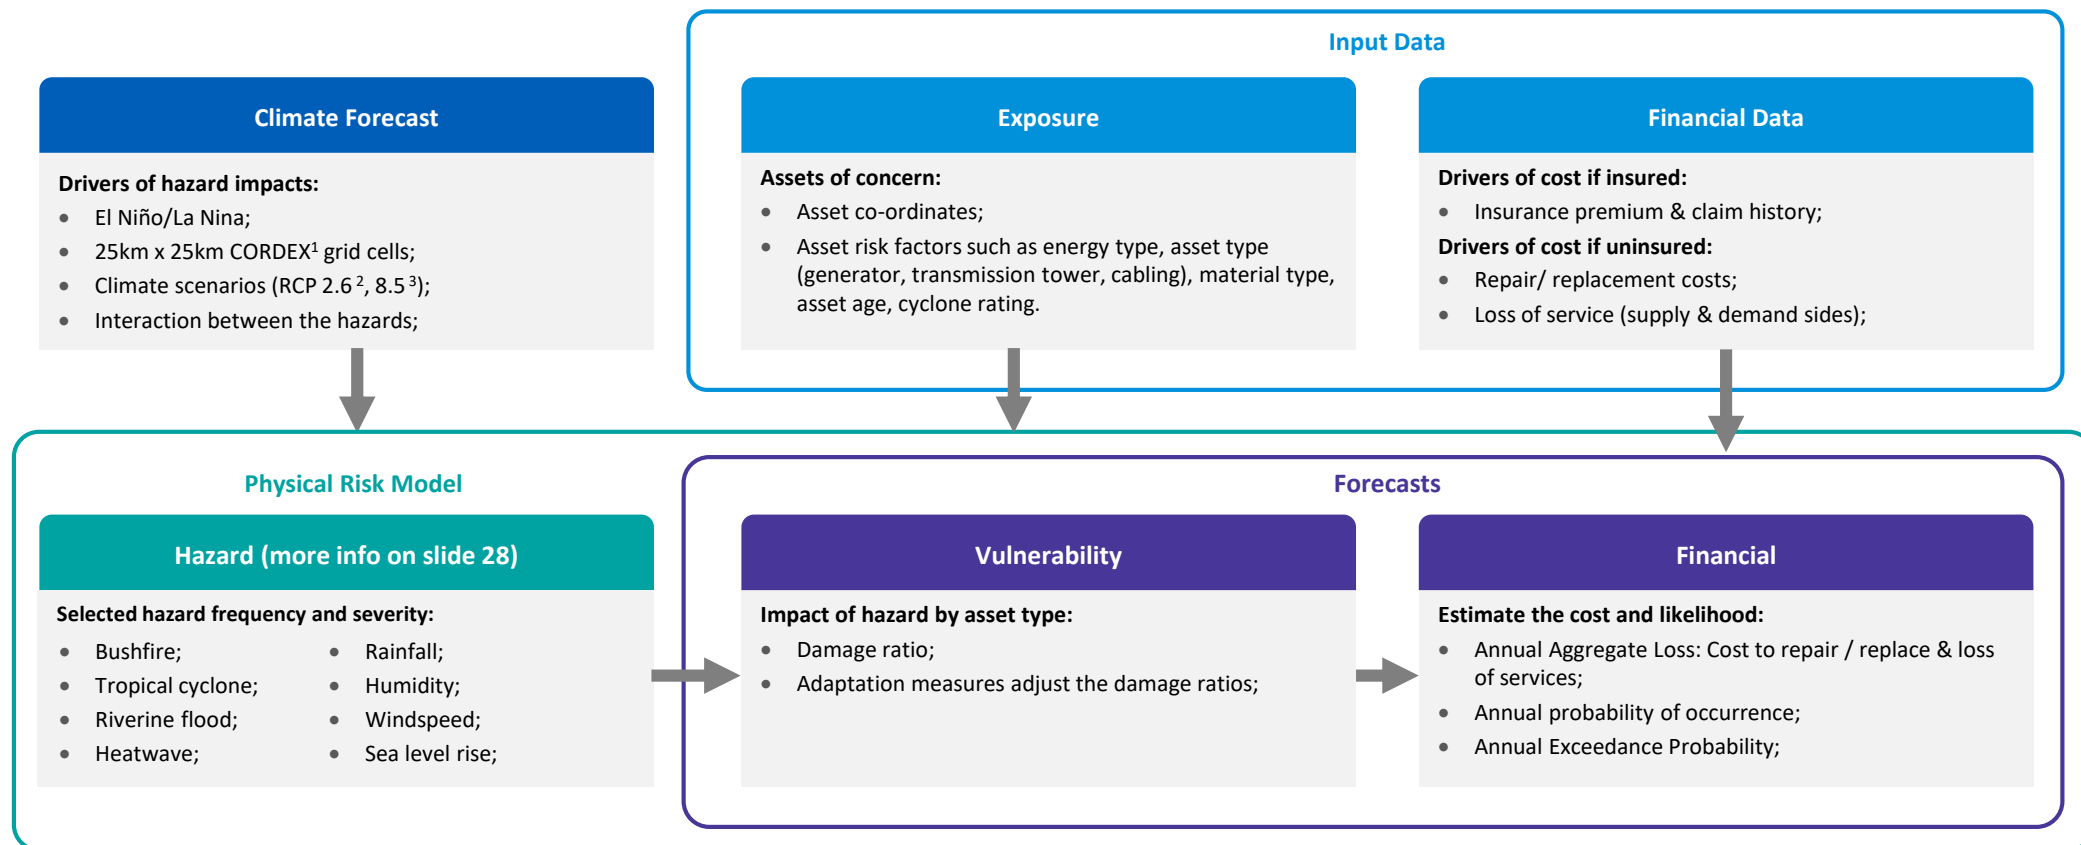 Input Data
Climate Forecast
Drivers of hazard impacts:
El Niño/La Nina;
25km x 25km CORDEX¹ grid cells;
Climate scenarios (RCP 2.6 ², 8.5 ³);
Interaction between the hazards;
Exposure
Assets of concern:
Asset co-ordinates;
Asset risk factors such as energy type, asset type
(generator, transmission tower, cabling), material type,
asset age, cyclone rating.
Financial Data
Drivers of cost if insured:
Insurance premium & claim history;
Drivers of cost if uninsured:
Repair/ replacement costs;
Loss of service (supply & demand sides);
Physical Risk Model
Hazard (more info on slide 28)
Selected hazard frequency and severity:
Bushfire;
Tropical cyclone;
Riverine flood;
Heatwave;
Rainfall;
Humidity;
Windspeed;
Sea level rise;
Forecasts
Vulnerability
Impact of hazard by asset type:
Damage ratio;
Adaptation measures adjust the damage ratios;
Financial
Estimate the cost and likelihood:
Annual Aggregate Loss: Cost to repair / replace & loss
of services;
Annual probability of occurrence;
Annual Exceedance Probability;